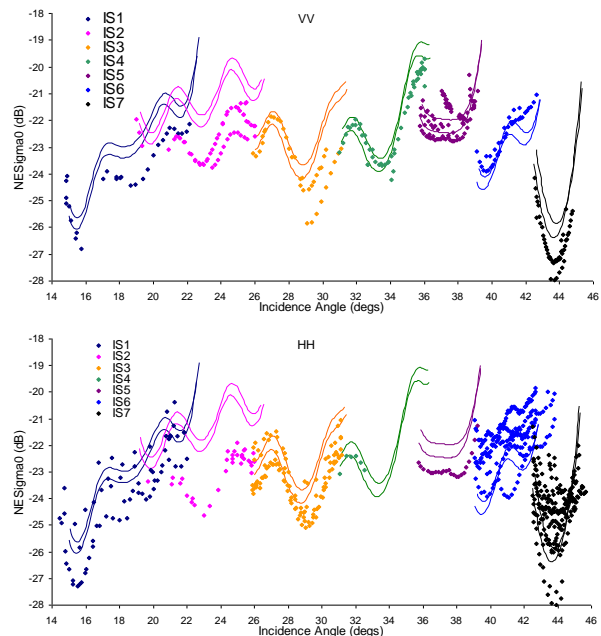 VV
IS1
IS2
IS3
IS4
IS5
IS6
IS7
NESigma0 (dB)
-18
-19
-20
-21
-22
-23
-24
-25
-26
-27
-28
14 16 18 20 22 24 26 28 30 32 34 36 38 40 42 44 46
Incidence Angle (degs)
HH
IS1
IS2
IS3
IS4
IS5
IS6
IS7
NESigma0 (dB)
-18
-19
-20
-21
-22
-23
-24
-25
-26
-27
-28
14 16 18 20 22 24 26 28 30 32 34 36 38 40 42 44 46
Incidence Angle (degs)